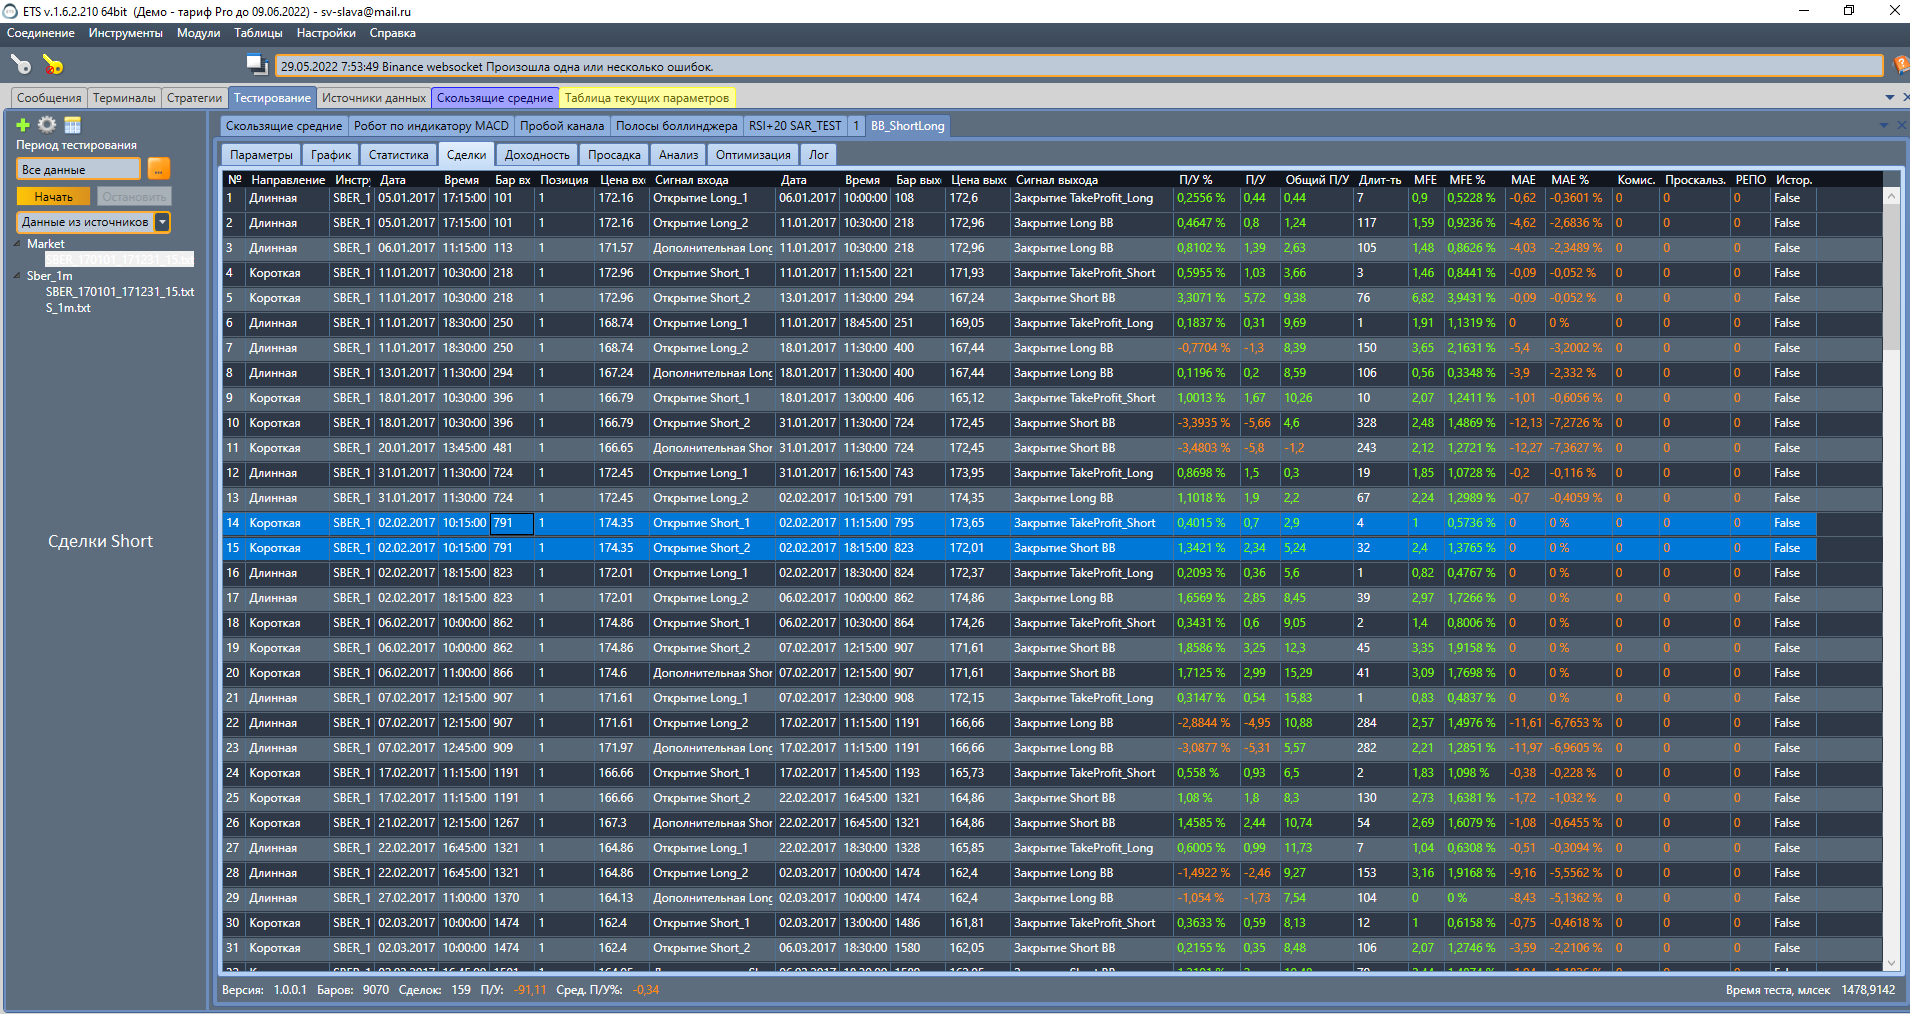 ETS v.1.6.2.210 64bit  (Демо - тариф Pro до 09.06.2022) - sv-slava@mail.ru
Соединение Инструменты Модули Таблицы Настройки Справка
29.05.2022 7:53:49 Binance websocket Произошла одна или несколько ошибок.
Сообщения Терминалы Стратегии Тестирование Источники данных Скользящие средние Таблица текущих параметров
Скользящие средние Робот по индикатору MACD Пробой канала Полосы боллинджера RSI+20 SAR_TEST 1 BB_ShortLong
Период тестирования
Все данные ...
Начать Остановить
Данные из источников
Market
SBER_170101_171231_15.txt
Sber_1m
SBER_170101_171231_15.txt
S_1m.txt
Сделки Short
Параметры График Статистика Сделки Доходность Просадка Анализ Оптимизация Лог
№ Направление Инстру Дата Время Бар вх Позиция Цена вх Сигнал входа Дата Время Бар вых Цена вых Сигнал выхода П/У % П/У Общий П/У Длит-ть MFE MFE % MAE MAE % Комис. Проскальз. РЕПО Истор.
1 Длинная SBER_1 05.01.2017 17:15:00 101 1 172.16 Открытие Long_1 06.01.2017 10:00:00 108 172,6 Закрытие TakeProfit_Long 0,2556 % 0,44 0,44 7 0,9 0,5228 % -0,62 -0,3601 % 0 0 0 False
2 Длинная SBER_1 05.01.2017 17:15:00 101 1 172.16 Открытие Long_2 11.01.2017 10:30:00 218 172,96 Закрытие Long BB 0,4647 % 0,8 1,24 117 1,59 0,9236 % -4,62 -2,6836 % 0 0 0 False
3 Длинная SBER_1 06.01.2017 11:15:00 113 1 171.57 Дополнительная Long 11.01.2017 10:30:00 218 172,96 Закрытие Long BB 0,8102 % 1,39 2,63 105 1,48 0,8626 % -4,03 -2,3489 % 0 0 0 False
4 Короткая SBER_1 11.01.2017 10:30:00 218 1 172.96 Открытие Short_1 11.01.2017 11:15:00 221 171,93 Закрытие TakeProfit_Short 0,5955 % 1,03 3,66 3 1,46 0,8441 % -0,09 -0,052 % 0 0 0 False
5 Короткая SBER_1 11.01.2017 10:30:00 218 1 172.96 Открытие Short_2 13.01.2017 11:30:00 294 167,24 Закрытие Short BB 3,3071 % 5,72 9,38 76 6,82 3,9431 % -0,09 -0,052 % 0 0 0 False
6 Длинная SBER_1 11.01.2017 18:30:00 250 1 168.74 Открытие Long_1 11.01.2017 18:45:00 251 169,05 Закрытие TakeProfit_Long 0,1837 % 0,31 9,69 1 1,91 1,1319 % 0 0 % 0 0 0 False
7 Длинная SBER_1 11.01.2017 18:30:00 250 1 168.74 Открытие Long_2 18.01.2017 11:30:00 400 167,44 Закрытие Long BB -0,7704 % -1,3 8,39 150 3,65 2,1631 % -5,4 -3,2002 % 0 0 0 False
8 Длинная SBER_1 13.01.2017 11:30:00 294 1 167.24 Дополнительная Long 18.01.2017 11:30:00 400 167,44 Закрытие Long BB 0,1196 % 0,2 8,59 106 0,56 0,3348 % -3,9 -2,332 % 0 0 0 False
9 Короткая SBER_1 18.01.2017 10:30:00 396 1 166.79 Открытие Short_1 18.01.2017 13:00:00 406 165,12 Закрытие TakeProfit_Short 1,0013 % 1,67 10,26 10 2,07 1,2411 % -1,01 -0,6056 % 0 0 0 False
10 Короткая SBER_1 18.01.2017 10:30:00 396 1 166.79 Открытие Short_2 31.01.2017 11:30:00 724 172,45 Закрытие Short BB -3,3935 % -5,66 4,6 328 2,48 1,4869 % -12,13 -7,2726 % 0 0 0 False
11 Короткая SBER_1 20.01.2017 13:45:00 481 1 166.65 Дополнительная Shor 31.01.2017 11:30:00 724 172,45 Закрытие Short BB -3,4803 % -5,8 -1,2 243 2,12 1,2721 % -12,27 -7,3627 % 0 0 0 False
12 Длинная SBER_1 31.01.2017 11:30:00 724 1 172.45 Открытие Long_1 31.01.2017 16:15:00 743 173,95 Закрытие TakeProfit_Long 0,8698 % 1,5 0,3 19 1,85 1,0728 % -0,2 -0,116 % 0 0 0 False
13 Длинная SBER_1 31.01.2017 11:30:00 724 1 172.45 Открытие Long_2 02.02.2017 10:15:00 791 174,35 Закрытие Long BB 1,1018 % 1,9 2,2 67 2,24 1,2989 % -0,7 -0,4059 % 0 0 0 False
14 Короткая SBER_1 02.02.2017 10:15:00 791 1 174.35 Открытие Short_1 02.02.2017 11:15:00 795 173,65 Закрытие TakeProfit_Short 0,4015 % 0,7 2,9 4 1 0,5736 % 0 0 % 0 0 0 False
15 Короткая SBER_1 02.02.2017 10:15:00 791 1 174.35 Открытие Short_2 02.02.2017 18:15:00 823 172,01 Закрытие Short BB 1,3421 % 2,34 5,24 32 2,4 1,3765 % 0 0 % 0 0 0 False
16 Длинная SBER_1 02.02.2017 18:15:00 823 1 172.01 Открытие Long_1 02.02.2017 18:30:00 824 172,37 Закрытие TakeProfit_Long 0,2093 % 0,36 5,6 1 0,82 0,4767 % 0 0 % 0 0 0 False
17 Длинная SBER_1 02.02.2017 18:15:00 823 1 172.01 Открытие Long_2 06.02.2017 10:00:00 862 174,86 Закрытие Long BB 1,6569 % 2,85 8,45 39 2,97 1,7266 % 0 0 % 0 0 0 False
18 Короткая SBER_1 06.02.2017 10:00:00 862 1 174.86 Открытие Short_1 06.02.2017 10:30:00 864 174,26 Закрытие TakeProfit_Short 0,3431 % 0,6 9,05 2 1,4 0,8006 % 0 0 % 0 0 0 False
19 Короткая SBER_1 06.02.2017 10:00:00 862 1 174.86 Открытие Short_2 07.02.2017 12:15:00 907 171,61 Закрытие Short BB 1,8586 % 3,25 12,3 45 3,35 1,9158 % 0 0 % 0 0 0 False
20 Короткая SBER_1 06.02.2017 11:00:00 866 1 174.6 Дополнительная Shor 07.02.2017 12:15:00 907 171,61 Закрытие Short BB 1,7125 % 2,99 15,29 41 3,09 1,7698 % 0 0 % 0 0 0 False
21 Длинная SBER_1 07.02.2017 12:15:00 907 1 171.61 Открытие Long_1 07.02.2017 12:30:00 908 172,15 Закрытие TakeProfit_Long 0,3147 % 0,54 15,83 1 0,83 0,4837 % 0 0 % 0 0 0 False
22 Длинная SBER_1 07.02.2017 12:15:00 907 1 171.61 Открытие Long_2 17.02.2017 11:15:00 1191 166,66 Закрытие Long BB -2,8844 % -4,95 10,88 284 2,57 1,4976 % -11,61 -6,7653 % 0 0 0 False
23 Длинная SBER_1 07.02.2017 12:45:00 909 1 171.97 Дополнительная Long 17.02.2017 11:15:00 1191 166,66 Закрытие Long BB -3,0877 % -5,31 5,57 282 2,21 1,2851 % -11,97 -6,9605 % 0 0 0 False
24 Короткая SBER_1 17.02.2017 11:15:00 1191 1 166.66 Открытие Short_1 17.02.2017 11:45:00 1193 165,73 Закрытие TakeProfit_Short 0,558 % 0,93 6,5 2 1,83 1,098 % -0,38 -0,228 % 0 0 0 False
25 Короткая SBER_1 17.02.2017 11:15:00 1191 1 166.66 Открытие Short_2 22.02.2017 16:45:00 1321 164,86 Закрытие Short BB 1,08 % 1,8 8,3 130 2,73 1,6381 % -1,72 -1,032 % 0 0 0 False
26 Короткая SBER_1 21.02.2017 12:15:00 1267 1 167.3 Дополнительная Shor 22.02.2017 16:45:00 1321 164,86 Закрытие Short BB 1,4585 % 2,44 10,74 54 2,69 1,6079 % -1,08 -0,6455 % 0 0 0 False
27 Длинная SBER_1 22.02.2017 16:45:00 1321 1 164.86 Открытие Long_1 22.02.2017 18:30:00 1328 165,85 Закрытие TakeProfit_Long 0,6005 % 0,99 11,73 7 1,04 0,6308 % -0,51 -0,3094 % 0 0 0 False
28 Длинная SBER_1 22.02.2017 16:45:00 1321 1 164.86 Открытие Long_2 02.03.2017 10:00:00 1474 162,4 Закрытие Long BB -1,4922 % -2,46 9,27 153 3,16 1,9168 % -9,16 -5,5562 % 0 0 0 False
29 Длинная SBER_1 27.02.2017 11:00:00 1370 1 164.13 Дополнительная Long 02.03.2017 10:00:00 1474 162,4 Закрытие Long BB -1,054 % -1,73 7,54 104 0 0 % -8,43 -5,1362 % 0 0 0 False
30 Короткая SBER_1 02.03.2017 10:00:00 1474 1 162.4 Открытие Short_1 02.03.2017 13:00:00 1486 161,81 Закрытие TakeProfit_Short 0,3633 % 0,59 8,13 12 1 0,6158 % -0,75 -0,4618 % 0 0 0 False
31 Короткая SBER_1 02.03.2017 10:00:00 1474 1 162.4 Открытие Short_2 06.03.2017 18:30:00 1580 162,05 Закрытие Short BB 0,2155 % 0,35 8,48 106 2,07 1,2746 % -3,59 -2,2106 % 0 0 0 False
Версия: 1.0.0.1 Баров: 9070 Сделок: 159 П/У: -91,11 Сред. П/У%: -0,34 Время теста, млсек 1478,9142